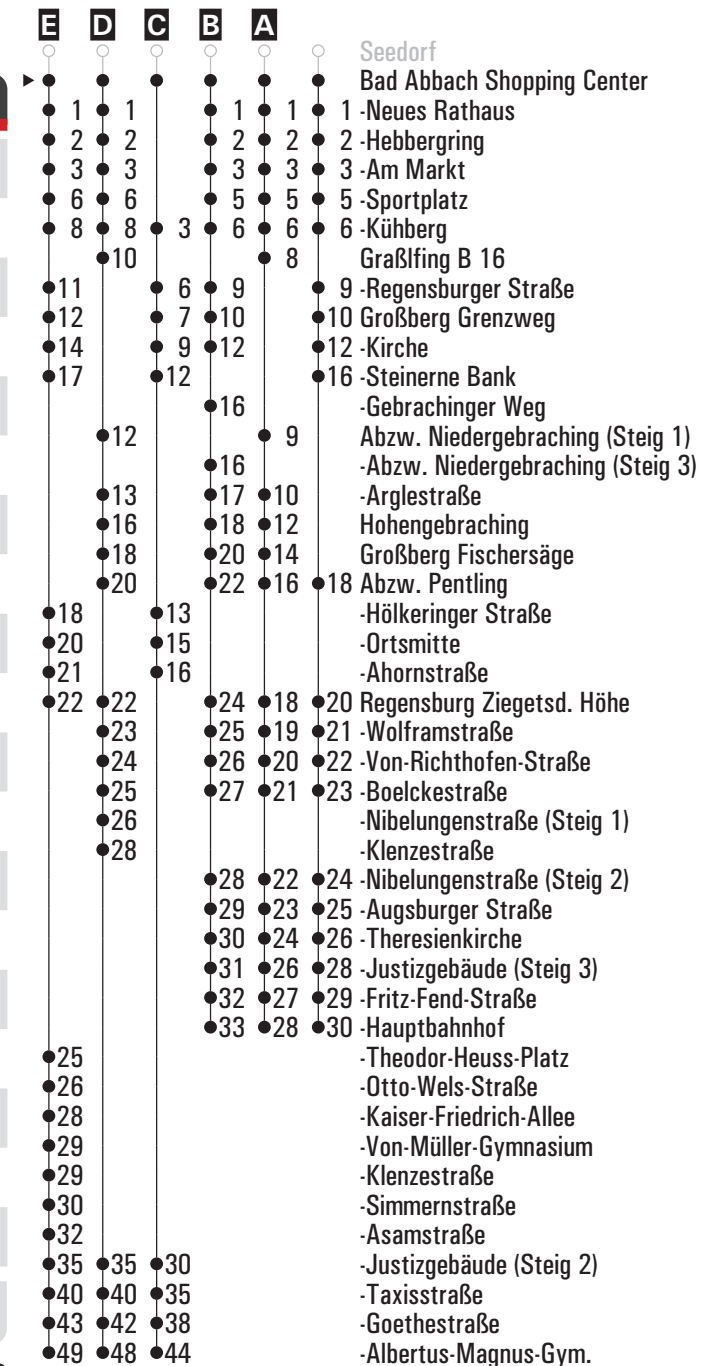 E D C B A
Seedorf
Bad Abbach Shopping Center
1 1 1 1 1 -Neues Rathaus
2 2 2 2 2 -Hebbergring
3 3 3 3 3 -Am Markt
6 6 5 5 5 -Sportplatz
8 8 3 6 6 6 -Kühberg
10 8 Graßlfing B 16
11 6 9 9 -Regensburger Straße
12 7 10 10 Großberg Grenzweg
14 9 12 12 -Kirche
17 12 16 -Steinerne Bank
16 -Gebrachinger Weg
12 9 Abzw. Niedergebraching (Steig 1)
16 -Abzw. Niedergebraching (Steig 3)
13 17 10 -Arglestraße
16 18 12 Hohengebraching
18 20 14 Großberg Fischersäge
20 22 16 18 Abzw. Pentling
18 13 -Hölkeringer Straße
20 15 -Ortsmitte
21 16 -Ahornstraße
22 22 24 18 20 Regensburg Ziegetsd. Höhe
23 25 19 21 -Wolframstraße
24 26 20 22 -Von-Richthofen-Straße
25 27 21 23 -Boelckestraße
26 -Nibelungenstraße (Steig 1)
28 -Klenzestraße
28 22 24 -Nibelungenstraße (Steig 2)
29 23 25 -Augsburger Straße
30 24 26 -Theresienkirche
31 26 28 -Justizgebäude (Steig 3)
32 27 29 -Fritz-Fend-Straße
33 28 30 -Hauptbahnhof
25 -Theodor-Heuss-Platz
26 -Otto-Wels-Straße
28 -Kaiser-Friedrich-Allee
29 -Von-Müller-Gymnasium
29 -Klenzestraße
30 -Simmernstraße
32 -Asamstraße
35 35 30 -Justizgebäude (Steig 2)
40 40 35 -Taxisstraße
43 42 38 -Goethestraße
49 48 44 -Albertus-Magnus-Gym.